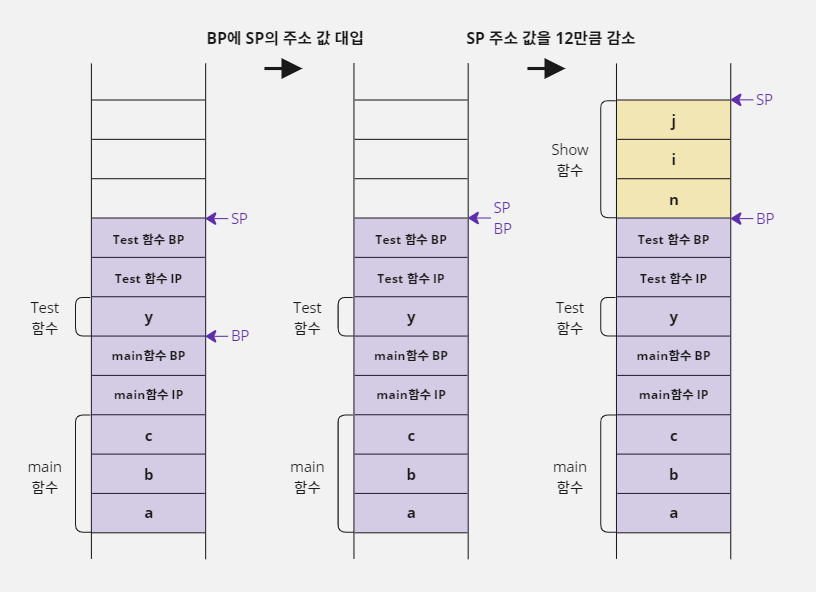 BP에 SP의 주소 값 대입
SP 주소 값을 12만큼 감소
SP
Test 함수 BP
Test 함수 IP
Test
함수
y
BP
main함수 BP
main함수 IP
main
함수
c
b
a
SP
BP
Test 함수 BP
Test 함수 IP
Test
함수
y
main함수 BP
main함수 IP
main
함수
c
b
a
SP
Show
함수
j
i
n
BP
Test 함수 BP
Test 함수 IP
Test
함수
y
main함수 BP
main함수 IP
main
함수
c
b
a